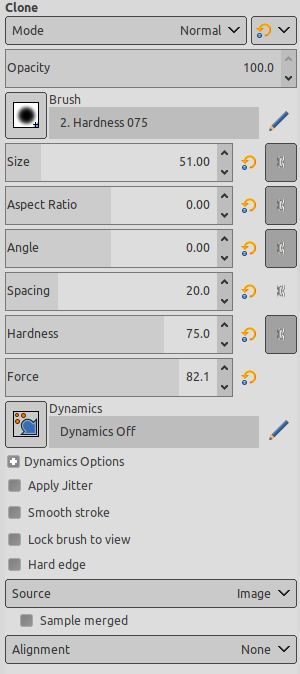 Clone
Mode Normal
Opacity 100.0
Brush
2. Hardness 075
Size 51.00
Aspect Ratio 0.00
Angle 0.00
Spacing 20.0
Hardness 75.0
Force 82.1
Dynamics
Dynamics Off
Dynamics Options
Apply Jitter
Smooth stroke
Lock brush to view
Hard edge
Source Image
Sample merged
Alignment None